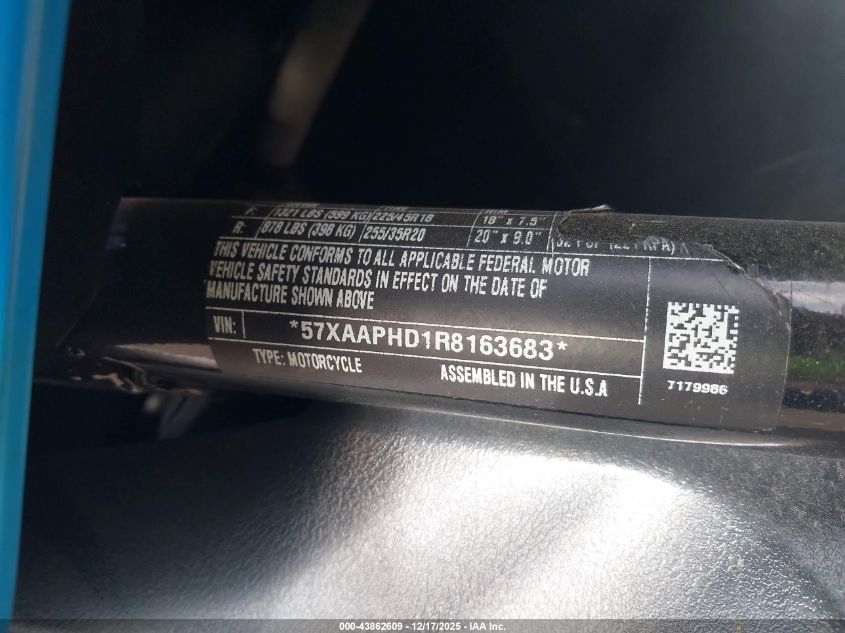 F: 1321 LBS (599 KG) 225/45R18 18" x 7.5"
R: 878 LBS (398 KG) 255/35R20 20" x 9.0"
THIS VEHICLE CONFORMS TO ALL APPLICABLE FEDERAL MOTOR
VEHICLE SAFETY STANDARDS IN EFFECT ON THE DATE OF
MANUFACTURE SHOWN ABOVE
VIN: *57XAAPHD1R8163683*
TYPE: MOTORCYCLE ASSEMBLED IN THE U.S.A
7179986
000-43862609 - 12/17/2025 - IAA Inc.